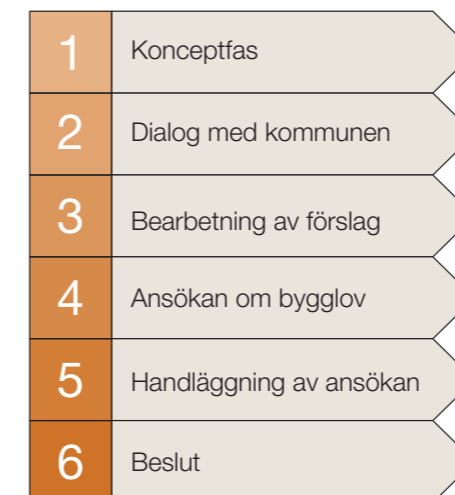 1 Konceptfas
2 Dialog med kommunen
3 Bearbetning av förslag
4 Ansökan om bygglov
5 Handläggning av ansökan
6 Beslut